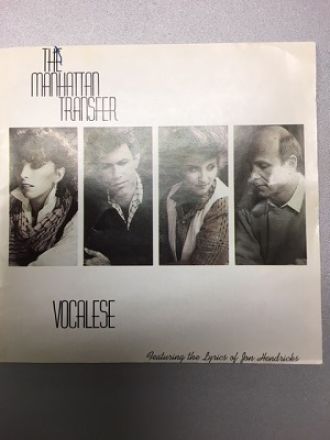 THE
MANHATTAN
TRANSFER
VOCALESE
Featuring the Lyrics of Jon Hendricks